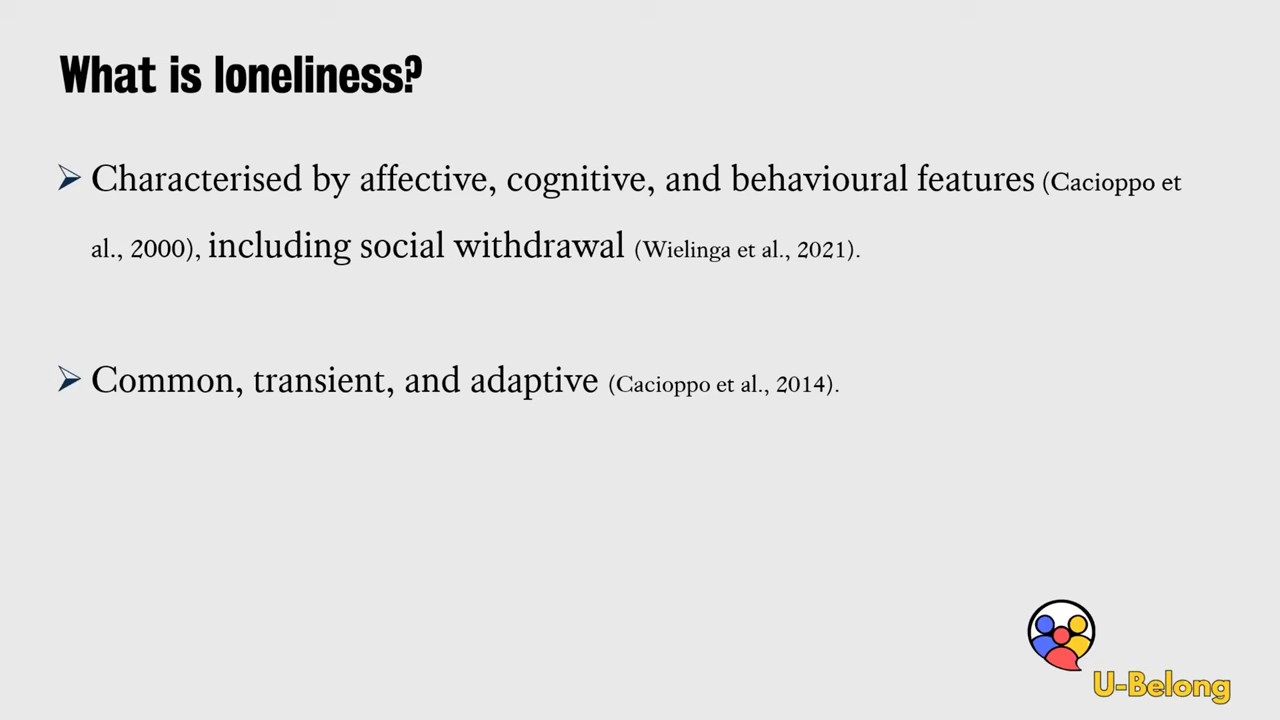 What is loneliness?
Characterised by affective, cognitive, and behavioural features (Cacioppo et
al., 2000), including social withdrawal (Wielinga et al., 2021).
Common, transient, and adaptive (Cacioppo et al., 2014).
U-Belong